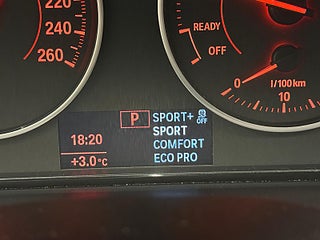 220
240
260
READY
OFF
0
10
l/100km
P
SPORT+
OFF
SPORT
18:20
COMFORT
+3.0°C
ECO PRO